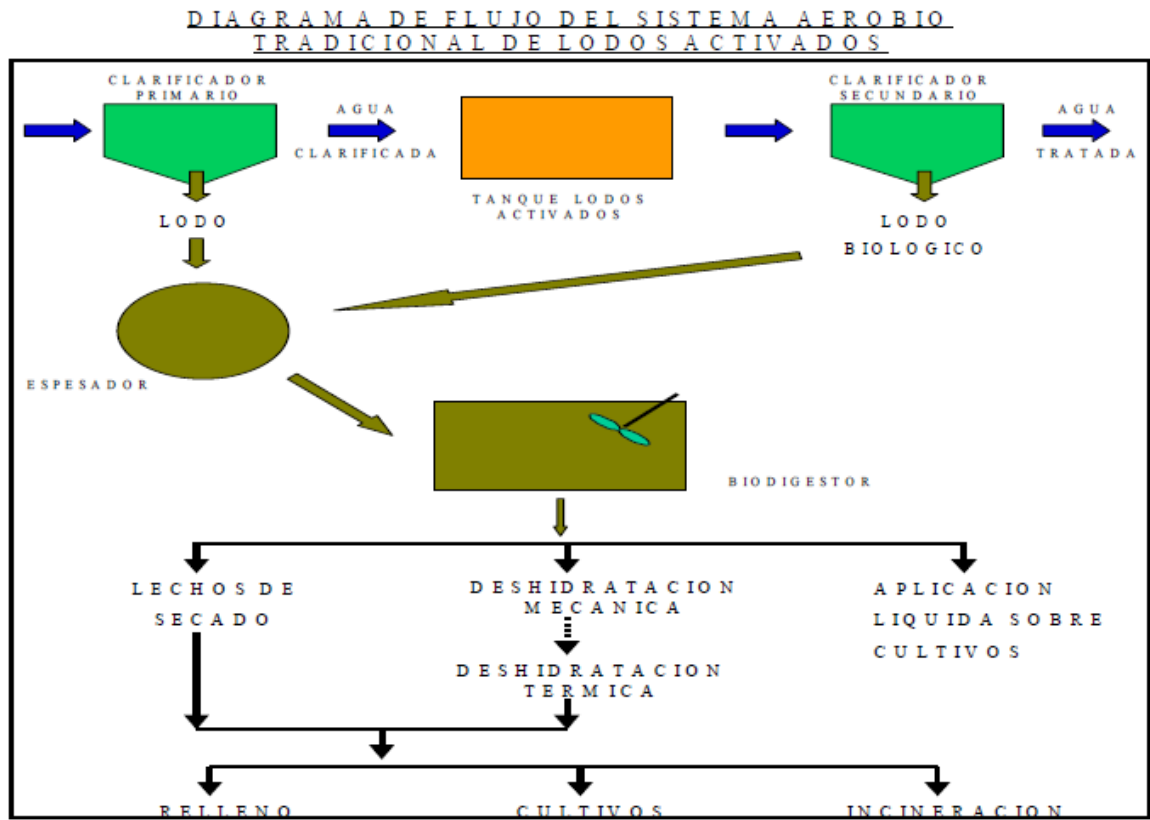 DIAGRAMA DE FLUJO DEL SISTEMA AEROBIO
TRADICIONAL DE LODOS ACTIVADOS
CLARIFICADOR
PRIMARIO
AGUA
CLARIFICADA
TANQUE LODOS
ACTIVADOS
CLARIFICADOR
SECUNDARIO
AGUA
TRATADA
LODO
LODO
BIOLOGICO
ESPESADOR
BIODIGESTOR
LECHOS DE
SECADO
DESHIDRATACION
MECANICA
DESHIDRATACION
TERMICA
APLICACION
LIQUIDA SOBRE
CULTIVOS
RELLENO
CULTIVOS
INCINERACION